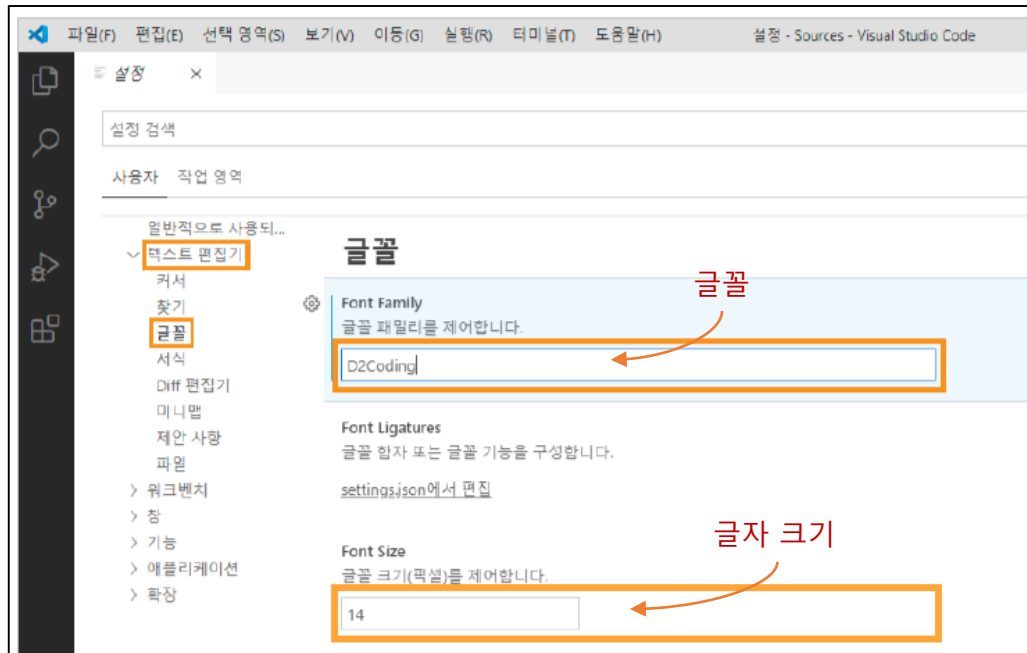 파일(F) 편집(E) 선택 영역(S) 보기(V) 이동(G) 실행(R) 터미널(T) 도움말(H) 설정 - Sources - Visual Studio Code
설정
설정 검색
사용자 작업 영역
일반적으로 사용되...
텍스트 편집기
커서
찾기
글꼴
서식
Diff 편집기
미니맵
제안 사항
파일
워크벤치
창
기능
애플리케이션
확장
글꼴
글꼴
Font Family
글꼴 패밀리를 제어합니다.
D2Coding
Font Ligatures
글꼴 합자 또는 글꼴 기능을 구성합니다.
settings.json에서 편집
글자 크기
Font Size
글꼴 크기(픽셀)를 제어합니다.
14